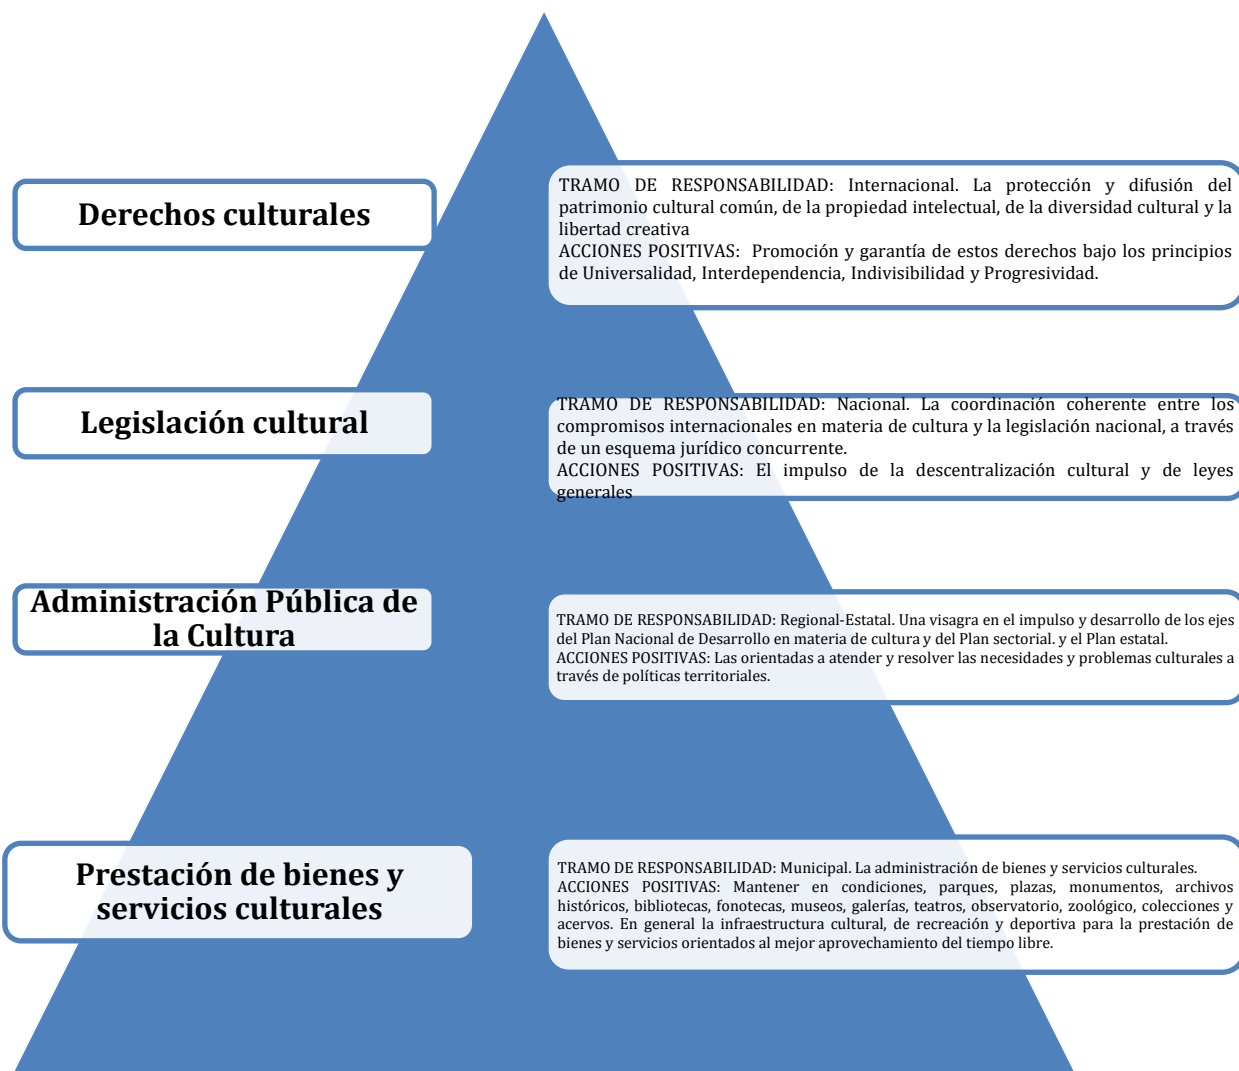 Derechos culturales
TRAMO DE RESPONSABILIDAD: Internacional. La protección y difusión del
patrimonio cultural común, de la propiedad intelectual, de la diversidad cultural y la
libertad creativa
ACCIONES POSITIVAS: Promoción y garantía de estos derechos bajo los principios
de Universalidad, Interdependencia, Indivisibilidad y Progresividad.
Legislación cultural
TRAMO DE RESPONSABILIDAD: Nacional. La coordinación coherente entre los
compromisos internacionales en materia de cultura y la legislación nacional, a través
de un esquema jurídico concurrente.
ACCIONES POSITIVAS: El impulso de la descentralización cultural y de leyes
generales
Administración Pública de
la Cultura
TRAMO DE RESPONSABILIDAD: Regional-Estatal. Una visagra en el impulso y desarrollo de los ejes
del Plan Nacional de Desarrollo en materia de cultura y del Plan sectorial. y el Plan estatal.
ACCIONES POSITIVAS: Las orientadas a atender y resolver las necesidades y problemas culturales a
través de políticas territoriales.
Prestación de bienes y
servicios culturales
TRAMO DE RESPONSABILIDAD: Municipal. La administración de bienes y servicios culturales.
ACCIONES POSITIVAS: Mantener en condiciones, parques, plazas, monumentos, archivos
históricos, bibliotecas, fonotecas, museos, galerías, teatros, observatorio, zoológico, colecciones y
acervos. En general la infraestructura cultural, de recreación y deportiva para la prestación de
bienes y servicios orientados al mejor aprovechamiento del tiempo libre.